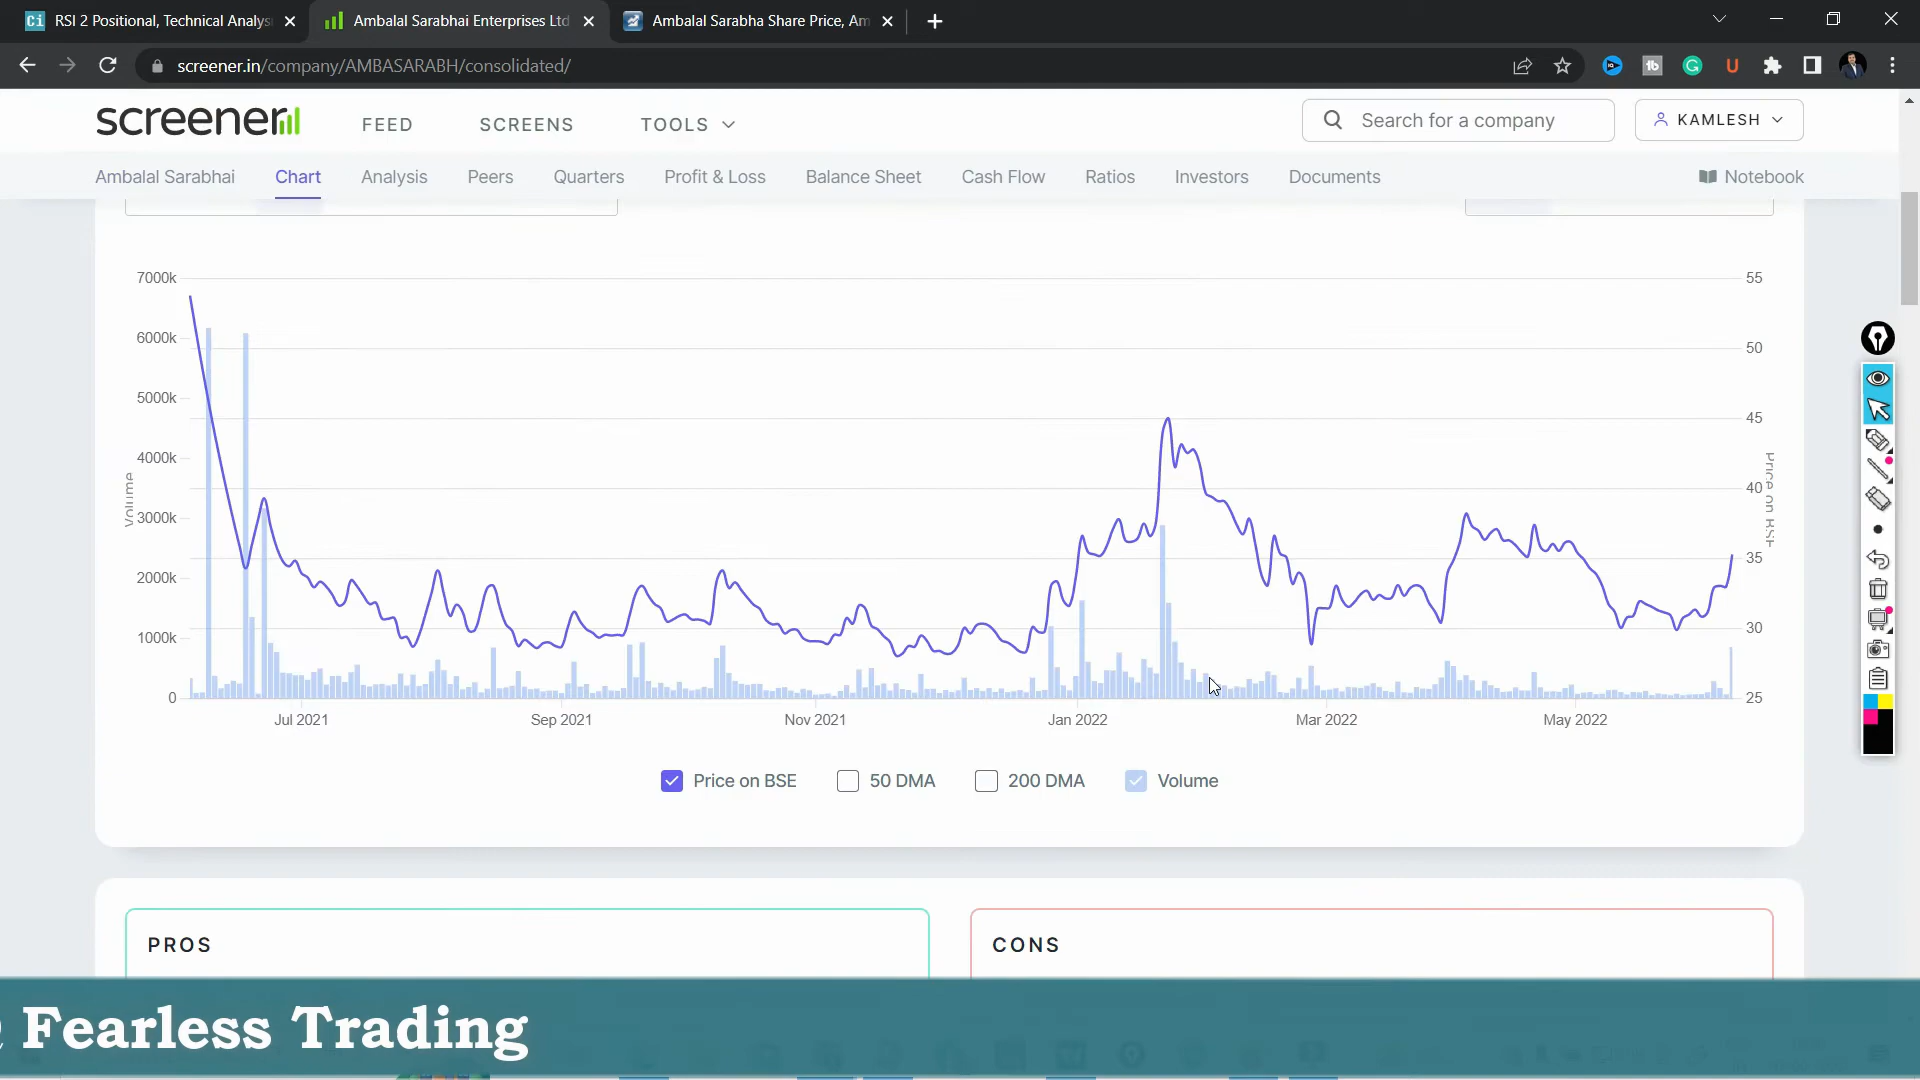 RSI 2 Positional, Technical Analys
Ambalal Sarabhai Enterprises Ltd
Ambalal Sarabha Share Price, Am
screener.in/company/AMBASARABH/consolidated/
screener
FEED
SCREENS
TOOLS
Search for a company
KAMLESH
Ambalal Sarabhai
Chart
Analysis
Peers
Quarters
Profit & Loss
Balance Sheet
Cash Flow
Ratios
Investors
Documents
Notebook
7000k
6000k
5000k
4000k
3000k
2000k
1000k
0
Volume
55
50
45
40
35
30
25
Price on BSE
Jul 2021
Sep 2021
Nov 2021
Jan 2022
Mar 2022
May 2022
Price on BSE
50 DMA
200 DMA
Volume
PROS
CONS
Fearless Trading